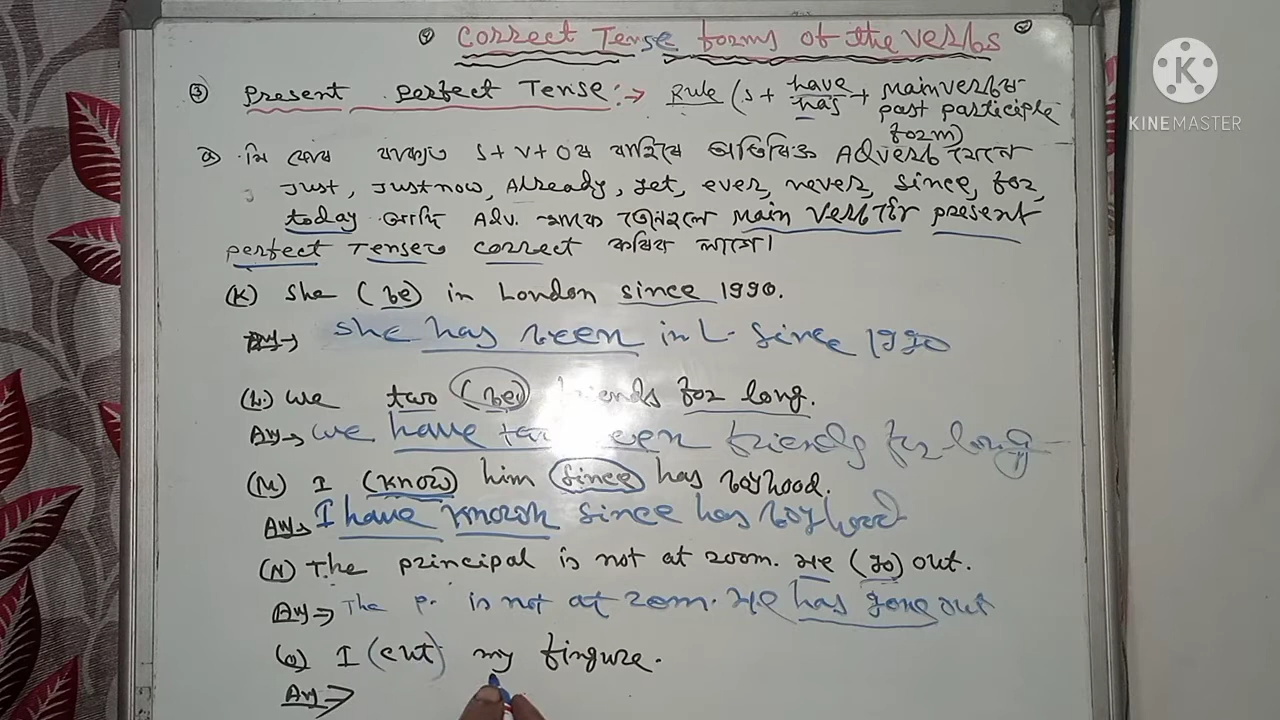 Correct Tense forms of the verbs
③ Present perfect Tense :→ Rule (S + have/has + main verbৰ past participle form)
যি কোনো বাক্যত S+V+O ৰ বাহিৰে অতিৰিক্ত Adverb যেনে
Just, Just now, Already, yet, ever, never, since, for,
today আদি Adv. থাকে তেনেহলে main verb টোৰ present
perfect Tense ত correct কৰিব লাগে।
(K) she (be) in London since 1990.
Ans→ she has been in L. since 1990
(L) we two (be) friends for long.
Ans→ we have two been friends for long
(M) I (know) him since has boyhood.
Ans→ I have known since has boyhood
(N) The principal is not at room. He (go) out.
Ans→ The p. is not at room. He has gone out
(O) I (cut) my fingure.
Ans→
KINEMASTER